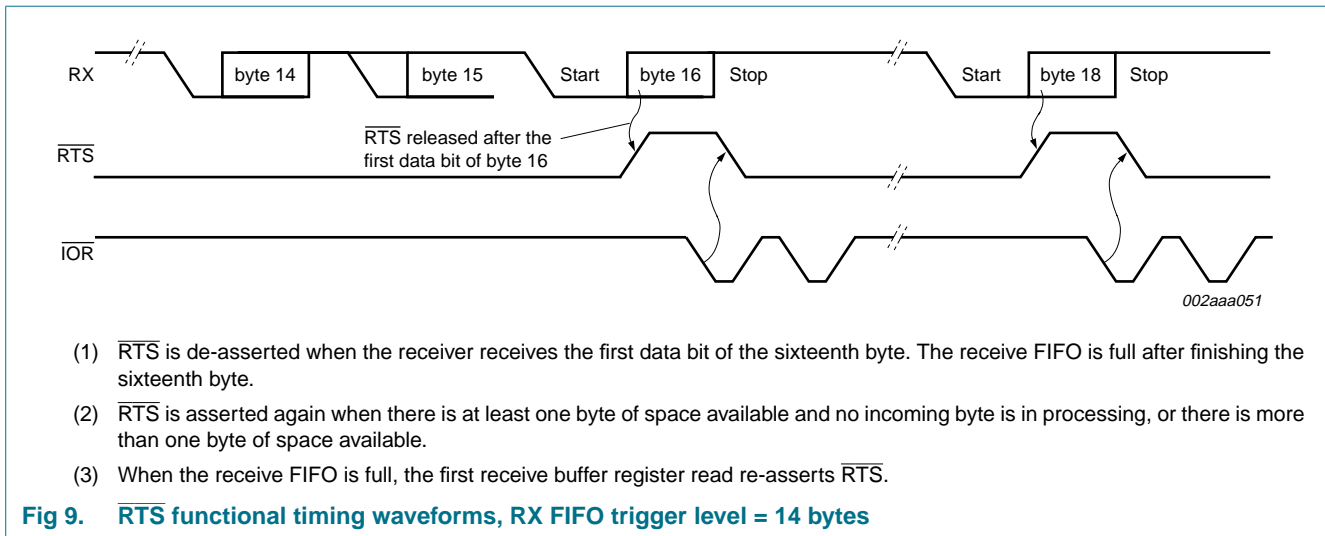 RX byte 14 byte 15 Start byte 16 Stop Start byte 18 Stop
RTS released after the
first data bit of byte 16
RTS
IOR
002aaa051
(1) RTS is de-asserted when the receiver receives the first data bit of the sixteenth byte. The receive FIFO is full after finishing the
sixteenth byte.
(2) RTS is asserted again when there is at least one byte of space available and no incoming byte is in processing, or there is more
than one byte of space available.
(3) When the receive FIFO is full, the first receive buffer register read re-asserts RTS.
Fig 9. RTS functional timing waveforms, RX FIFO trigger level = 14 bytes